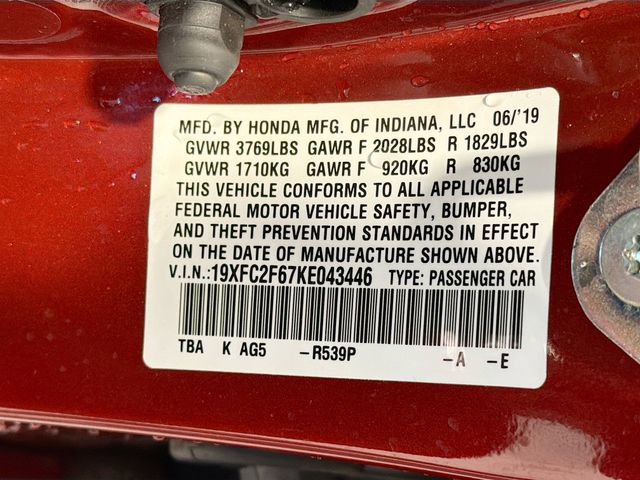 MFD. BY HONDA MFG. OF INDIANA, LLC 06/'19
GVWR 3769LBS GAWR F 2028LBS R 1829LBS
GVWR 1710KG GAWR F 920KG R 830KG
THIS VEHICLE CONFORMS TO ALL APPLICABLE
FEDERAL MOTOR VEHICLE SAFETY, BUMPER,
AND THEFT PREVENTION STANDARDS IN EFFECT
ON THE DATE OF MANUFACTURE SHOWN ABOVE.
V.I.N.:19XFC2F67KE043446 TYPE: PASSENGER CAR
TBA K AG5 -R539P -A -E